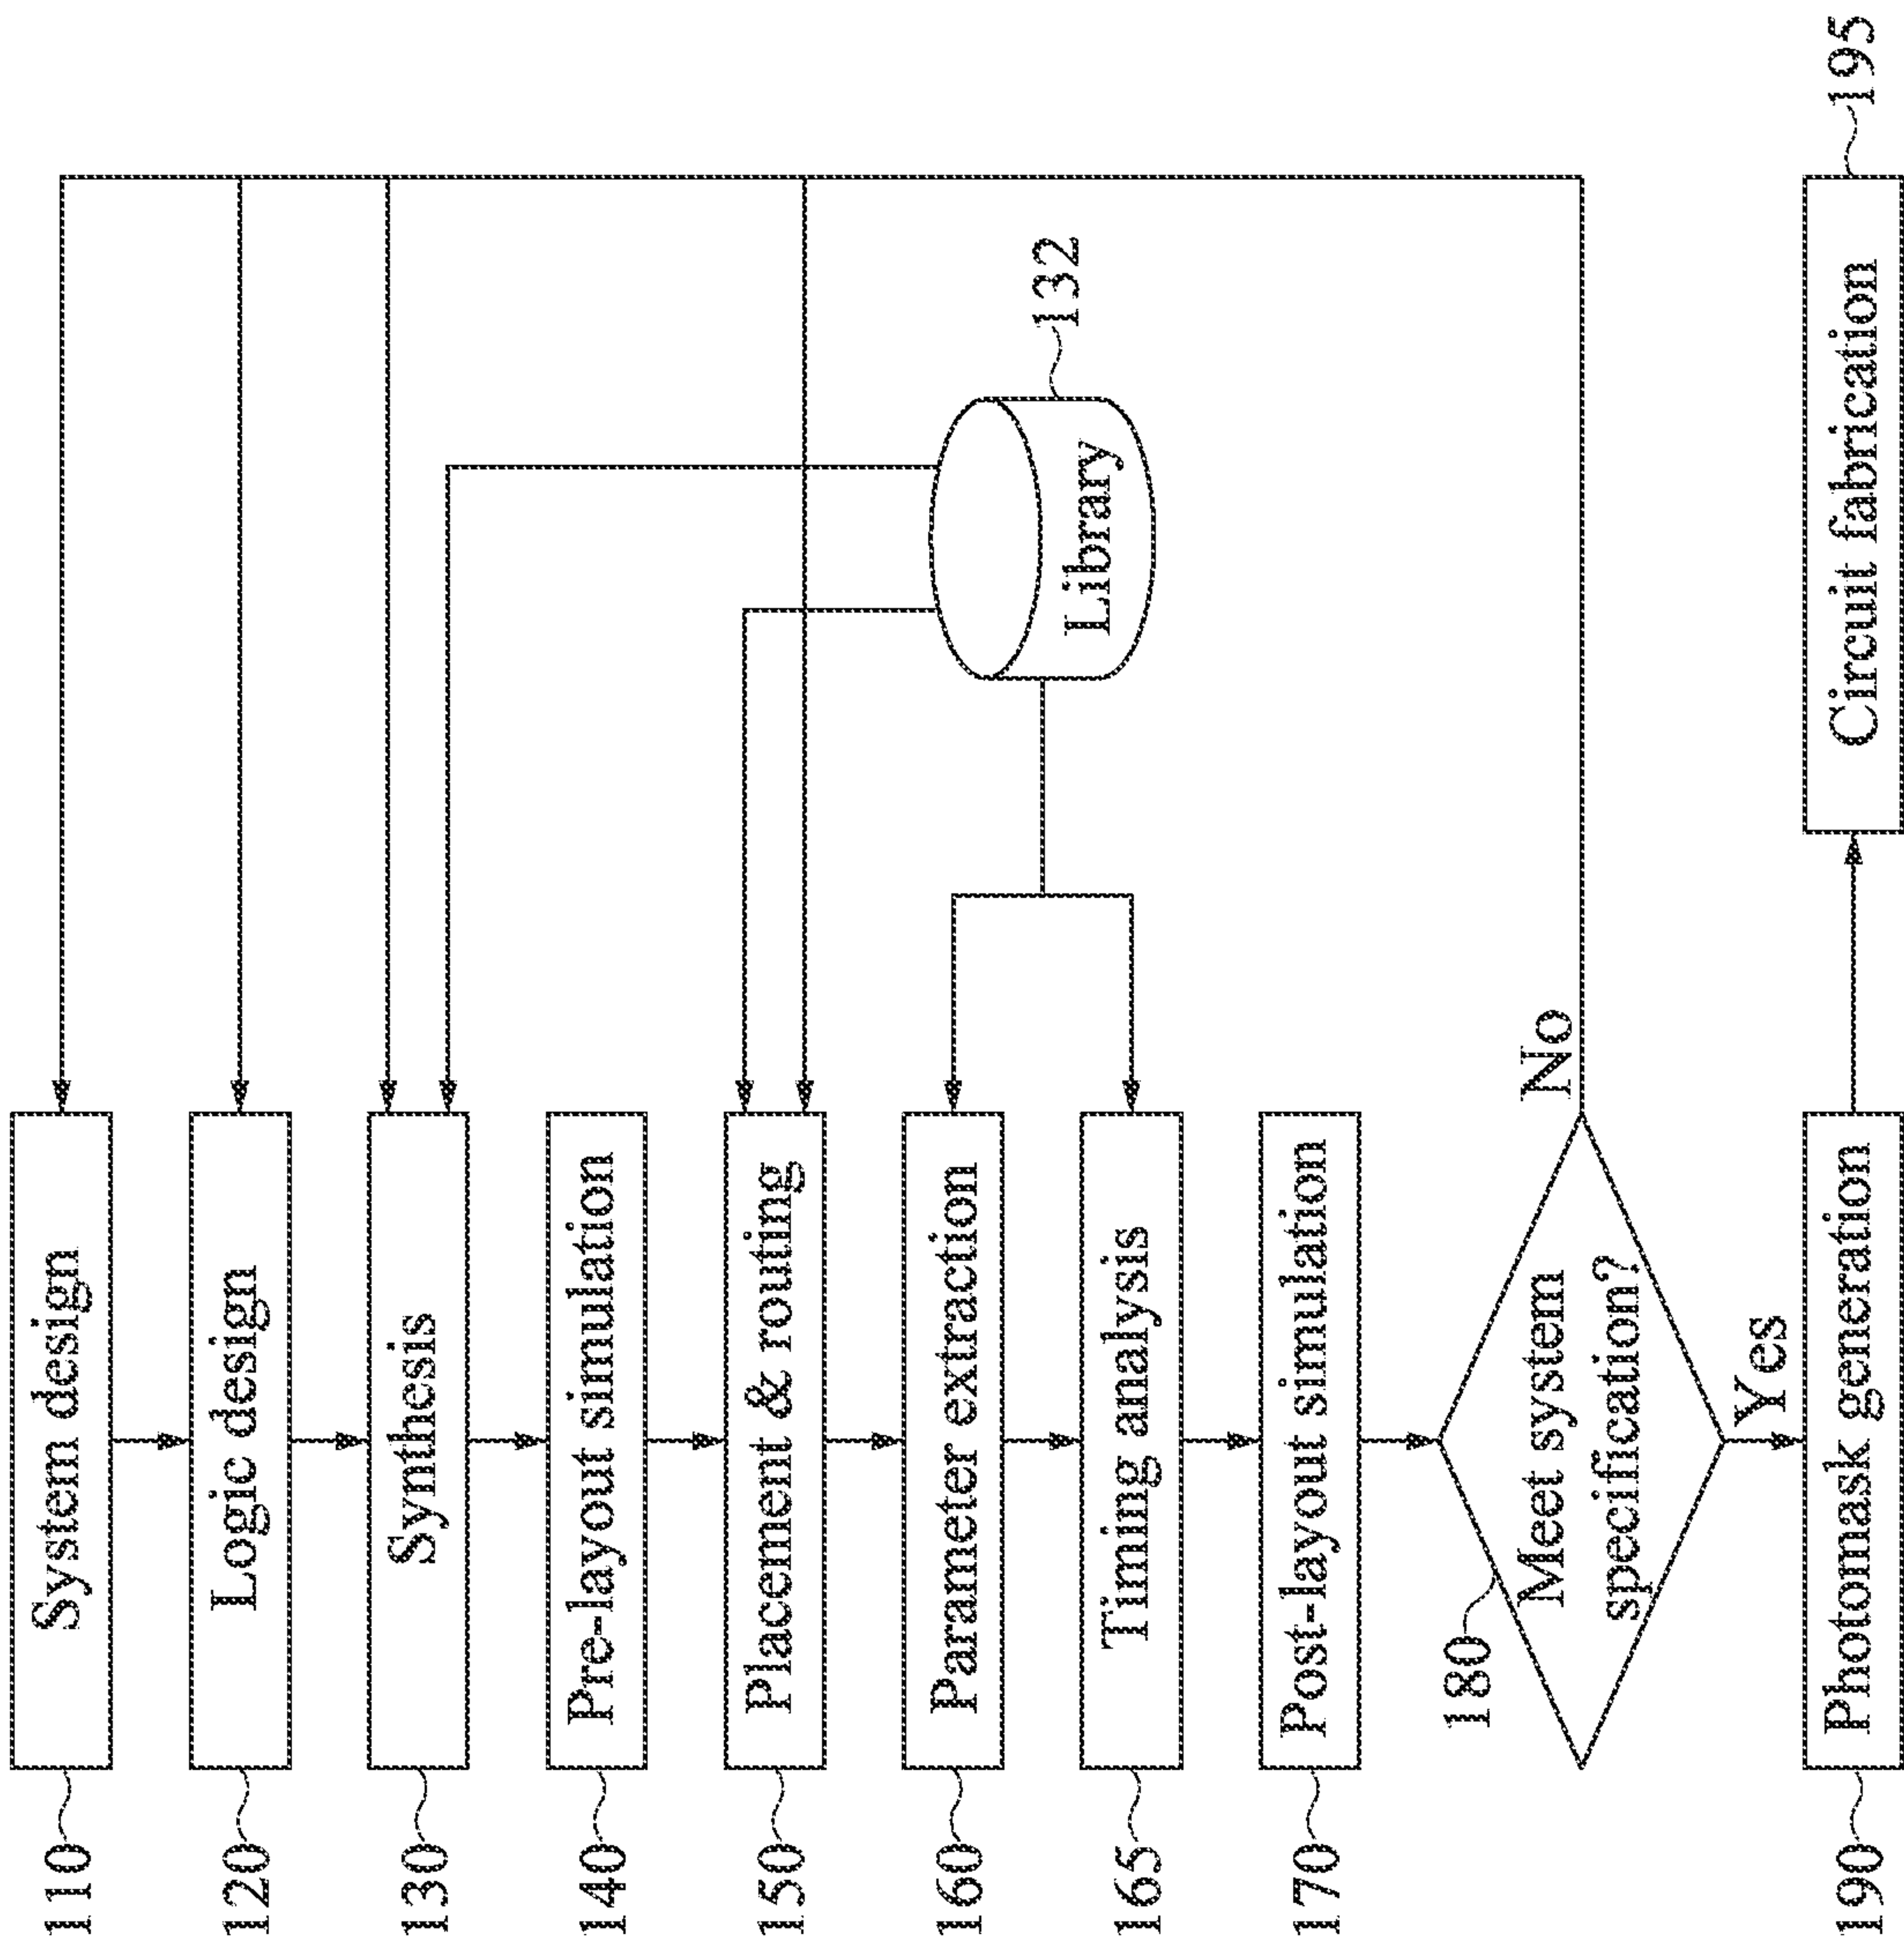 110
System design
120
Logic design
130
Synthesis
140
Pre-layout simulation
150
Placement & routing
132
Library
160
Parameter extraction
165
Timing analysis
170
Post-layout simulation
180
Meet system
specification?
No
Yes
190
Photomask generation
Circuit fabrication
195